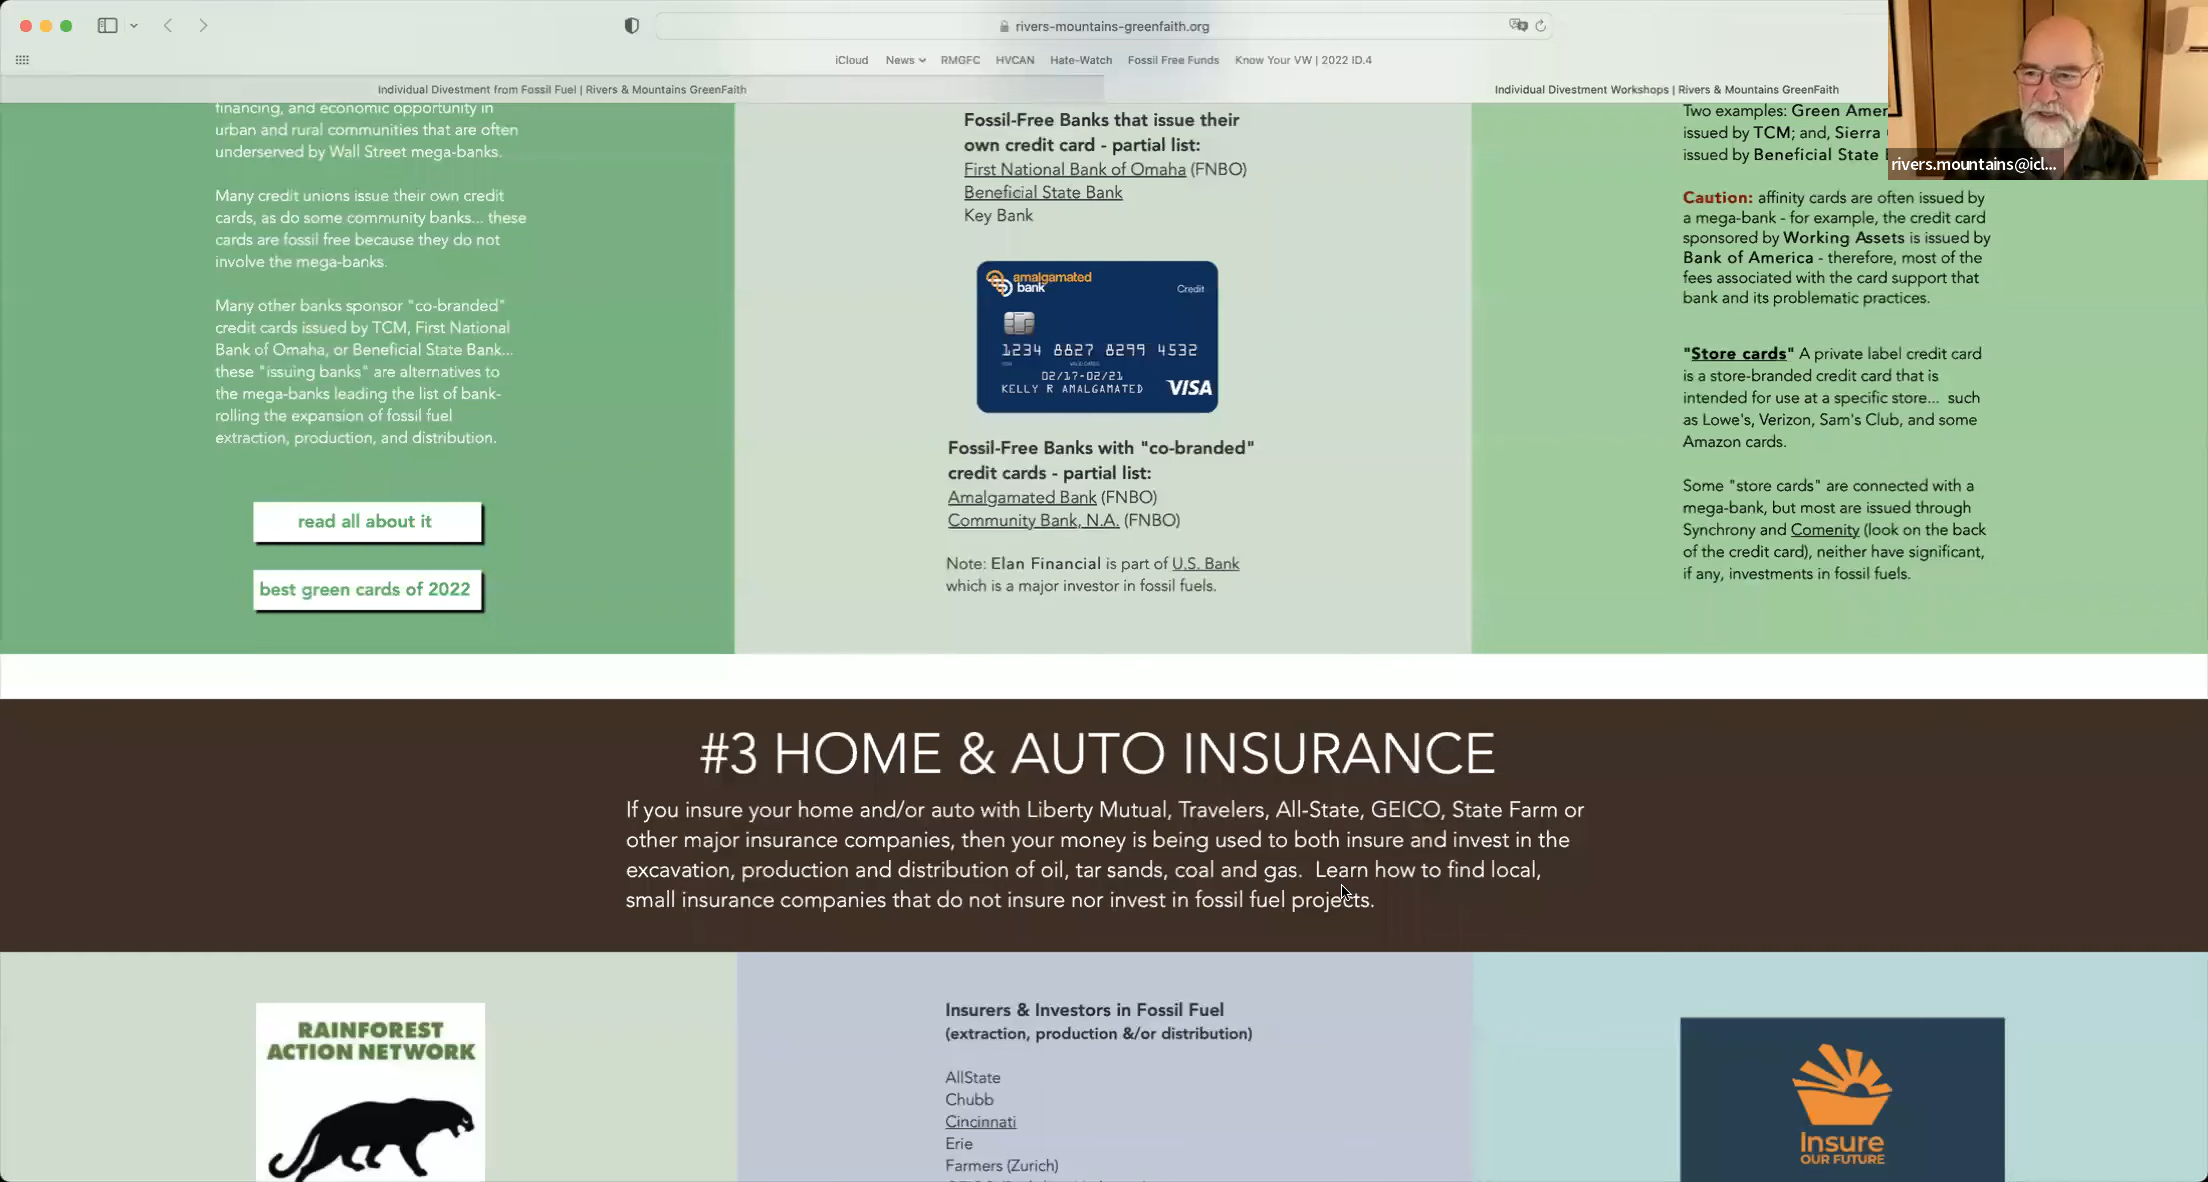 rivers-mountains-greenfaith.org
iCloud
News
RMGFC
HVCAN
Hate-Watch
Fossil Free Funds
Know Your VW | 2022 ID.4
Individual Divestment from Fossil Fuel | Rivers & Mountains GreenFaith
Individual Divestment Workshops | Rivers & Mountains GreenFaith
rivers.mountains@icl...
financing, and economic opportunity in
urban and rural communities that are often
underserved by Wall Street mega-banks.
Many credit unions issue their own credit
cards, as do some community banks... these
cards are fossil free because they do not
involve the mega-banks.
Many other banks sponsor "co-branded"
credit cards issued by TCM, First National
Bank of Omaha, or Beneficial State Bank...
these "issuing banks" are alternatives to
the mega-banks leading the list of bank-
rolling the expansion of fossil fuel
extraction, production, and distribution.
read all about it
best green cards of 2022
Fossil-Free Banks that issue their
own credit card - partial list:
First National Bank of Omaha (FNBO)
Beneficial State Bank
Key Bank
amalgamated
bank
Credit
1234 8827 8299 4532
02/17-02/21
KELLY R AMALGAMATED
VISA
Fossil-Free Banks with "co-branded"
credit cards - partial list:
Amalgamated Bank (FNBO)
Community Bank, N.A. (FNBO)
Note: Elan Financial is part of U.S. Bank
which is a major investor in fossil fuels.
Two examples: Green Amer
issued by TCM; and, Sierra
issued by Beneficial State
Caution: affinity cards are often issued by
a mega-bank - for example, the credit card
sponsored by Working Assets is issued by
Bank of America - therefore, most of the
fees associated with the card support that
bank and its problematic practices.
"Store cards" A private label credit card
is a store-branded credit card that is
intended for use at a specific store... such
as Lowe's, Verizon, Sam's Club, and some
Amazon cards.
Some "store cards" are connected with a
mega-bank, but most are issued through
Synchrony and Comenity (look on the back
of the credit card), neither have significant,
if any, investments in fossil fuels.
#3 HOME & AUTO INSURANCE
If you insure your home and/or auto with Liberty Mutual, Travelers, All-State, GEICO, State Farm or
other major insurance companies, then your money is being used to both insure and invest in the
excavation, production and distribution of oil, tar sands, coal and gas. Learn how to find local,
small insurance companies that do not insure nor invest in fossil fuel projects.
RAINFOREST
ACTION NETWORK
Insurers & Investors in Fossil Fuel
(extraction, production &/or distribution)
AllState
Chubb
Cincinnati
Erie
Farmers (Zurich)
Insure
OUR FUTURE